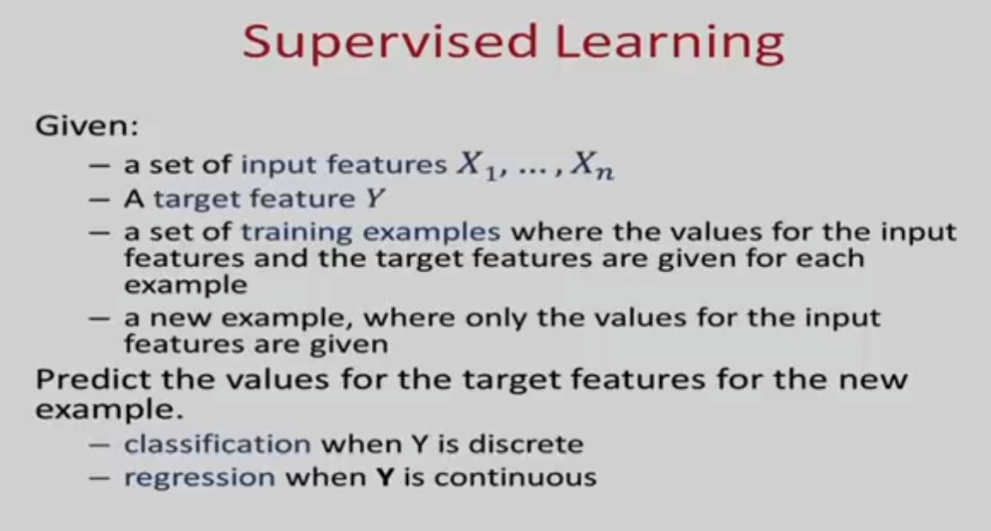 Supervised Learning
Given:
– a set of input features X₁, … , Xₙ
– A target feature Y
– a set of training examples where the values for the input
features and the target features are given for each
example
– a new example, where only the values for the input
features are given
Predict the values for the target features for the new
example.
– classification when Y is discrete
– regression when Y is continuous